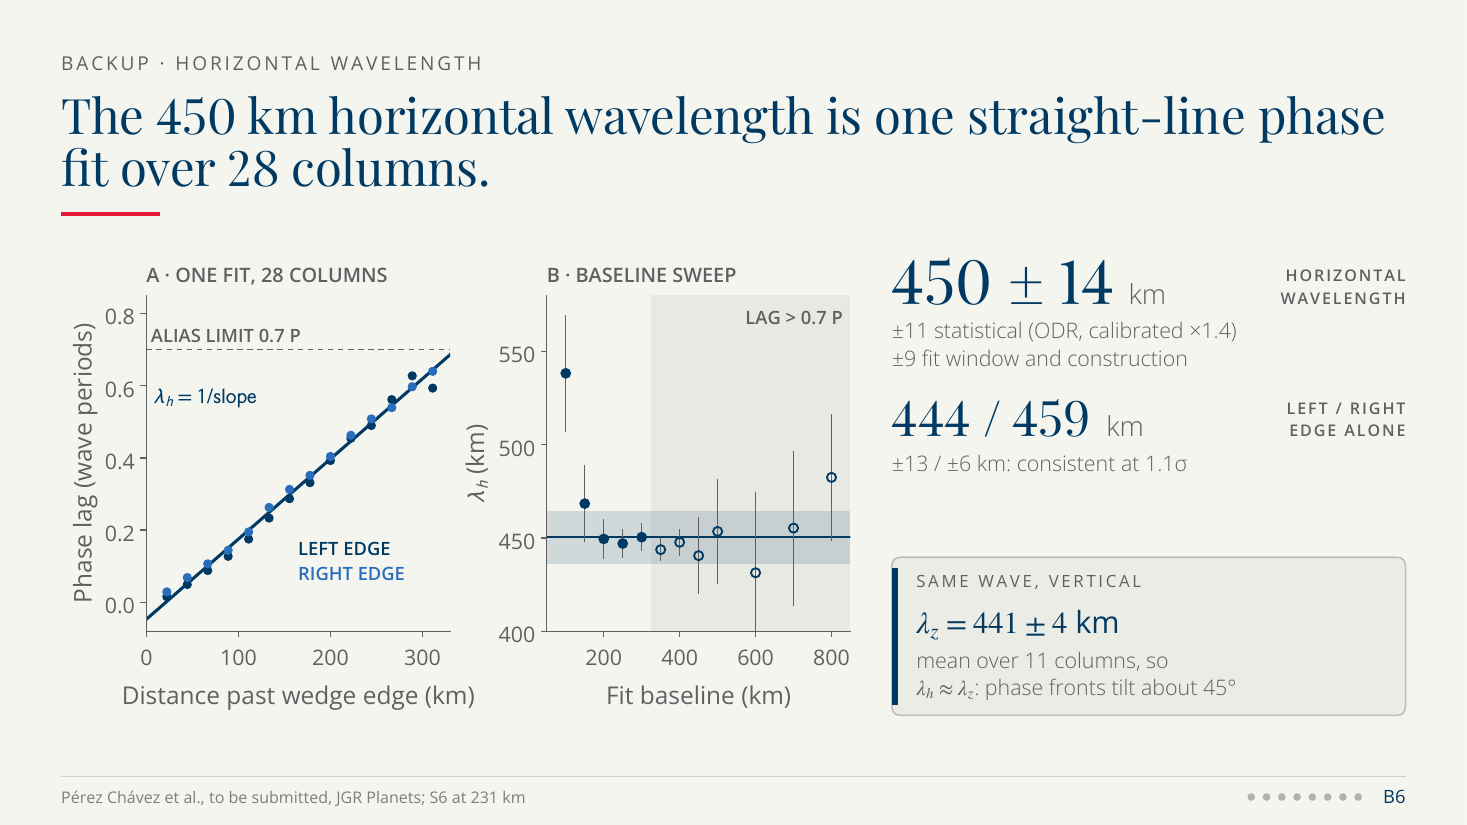 BACKUP · HORIZONTAL WAVELENGTH
The 450 km horizontal wavelength is one straight-line phase
fit over 28 columns.
A · ONE FIT, 28 COLUMNS
0.8
ALIAS LIMIT 0.7 P
0.6
λh = 1/slope
0.4
0.2
LEFT EDGE
RIGHT EDGE
0.0
Phase lag (wave periods)
0 100 200 300
Distance past wedge edge (km)
B · BASELINE SWEEP
LAG > 0.7 P
550
500
450
400
λh (km)
200 400 600 800
Fit baseline (km)
450 ± 14 km
HORIZONTAL
WAVELENGTH
±11 statistical (ODR, calibrated ×1.4)
±9 fit window and construction
444 / 459 km
LEFT / RIGHT
EDGE ALONE
±13 / ±6 km: consistent at 1.1σ
SAME WAVE, VERTICAL
λz = 441 ± 4 km
mean over 11 columns, so
λh ≈ λz: phase fronts tilt about 45°
Pérez Chávez et al., to be submitted, JGR Planets; S6 at 231 km
B6